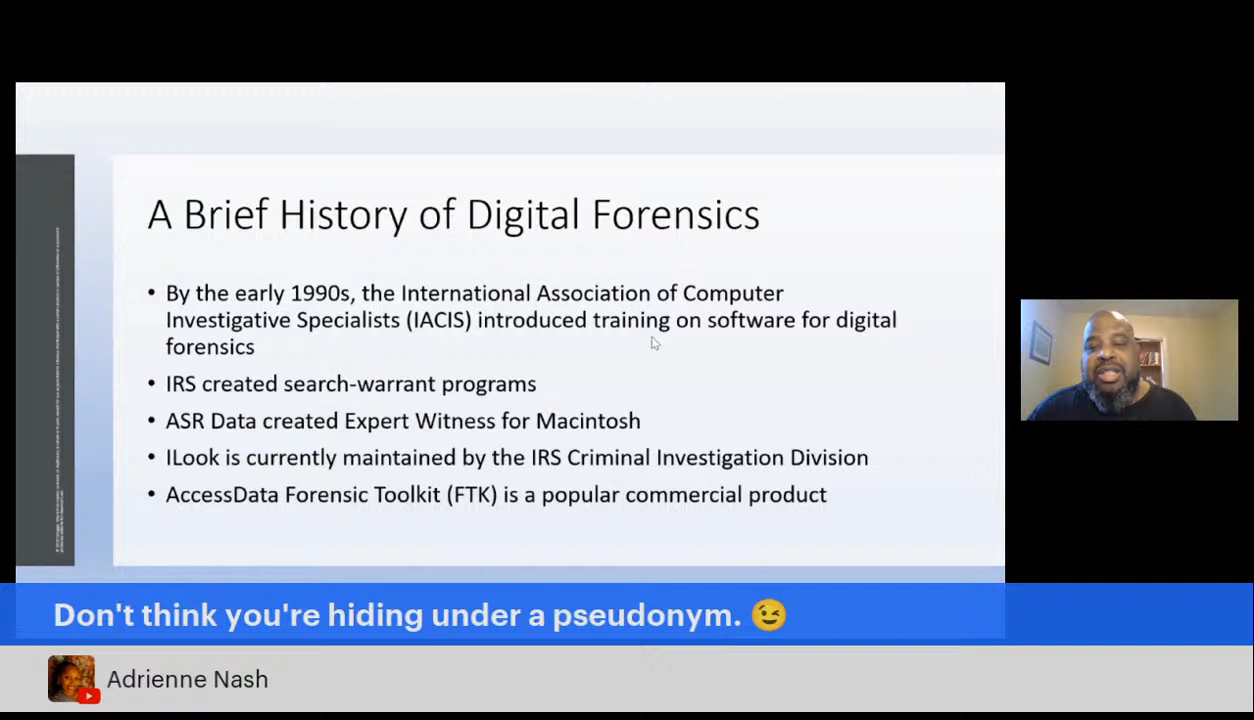 A Brief History of Digital Forensics
• By the early 1990s, the International Association of Computer
Investigative Specialists (IACIS) introduced training on software for digital
forensics
• IRS created search-warrant programs
• ASR Data created Expert Witness for Macintosh
• ILook is currently maintained by the IRS Criminal Investigation Division
• AccessData Forensic Toolkit (FTK) is a popular commercial product
Don't think you're hiding under a pseudonym. 😉
Adrienne Nash